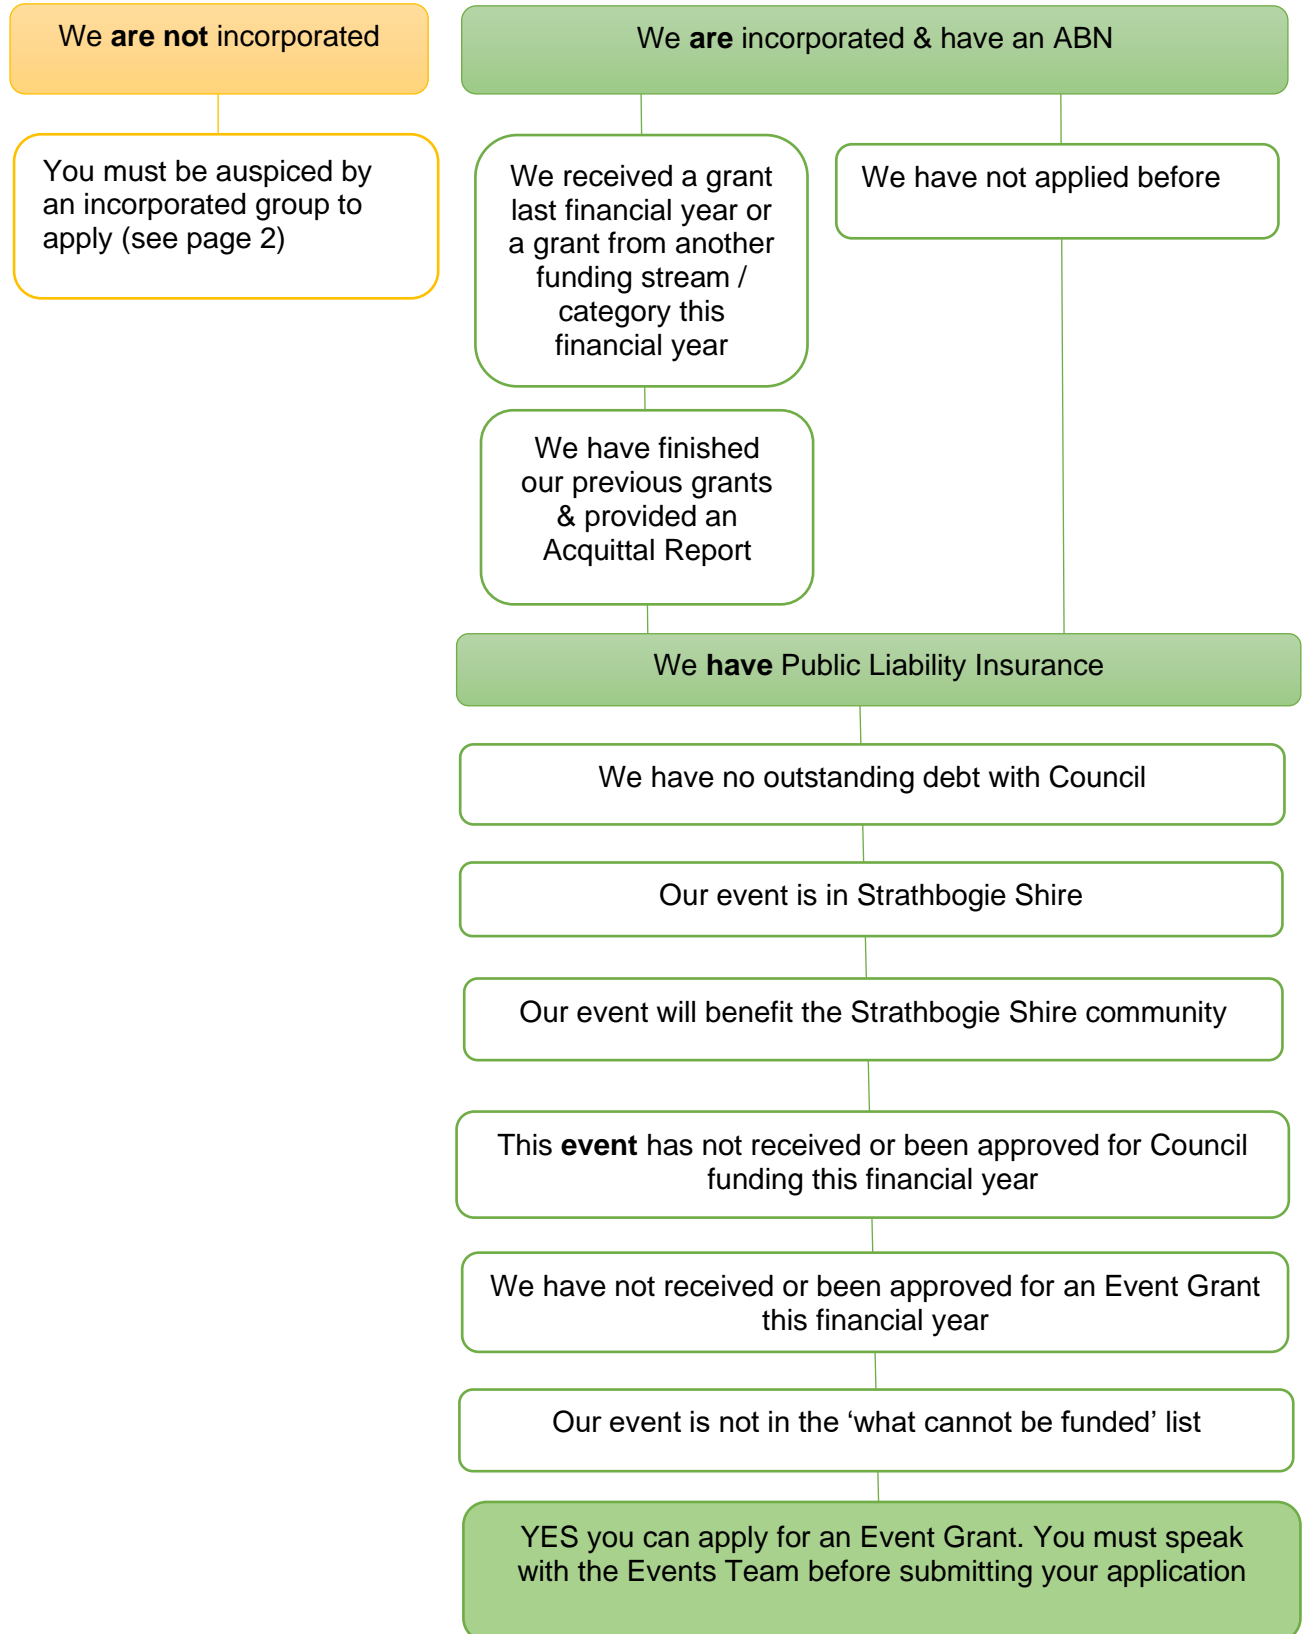 We are not incorporated
We are incorporated & have an ABN
You must be auspiced by
an incorporated group to
apply (see page 2)
We received a grant
last financial year or
a grant from another
funding stream /
category this
financial year
We have not applied before
We have finished
our previous grants
& provided an
Acquittal Report
We have Public Liability Insurance
We have no outstanding debt with Council
Our event is in Strathbogie Shire
Our event will benefit the Strathbogie Shire community
This event has not received or been approved for Council
funding this financial year
We have not received or been approved for an Event Grant
this financial year
Our event is not in the ‘what cannot be funded’ list
YES you can apply for an Event Grant. You must speak
with the Events Team before submitting your application